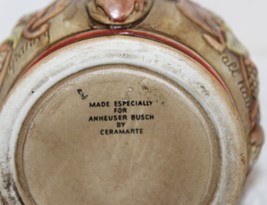 MADE ESPECIALLY
FOR
ANHEUSER BUSCH
BY
CERAMARTE